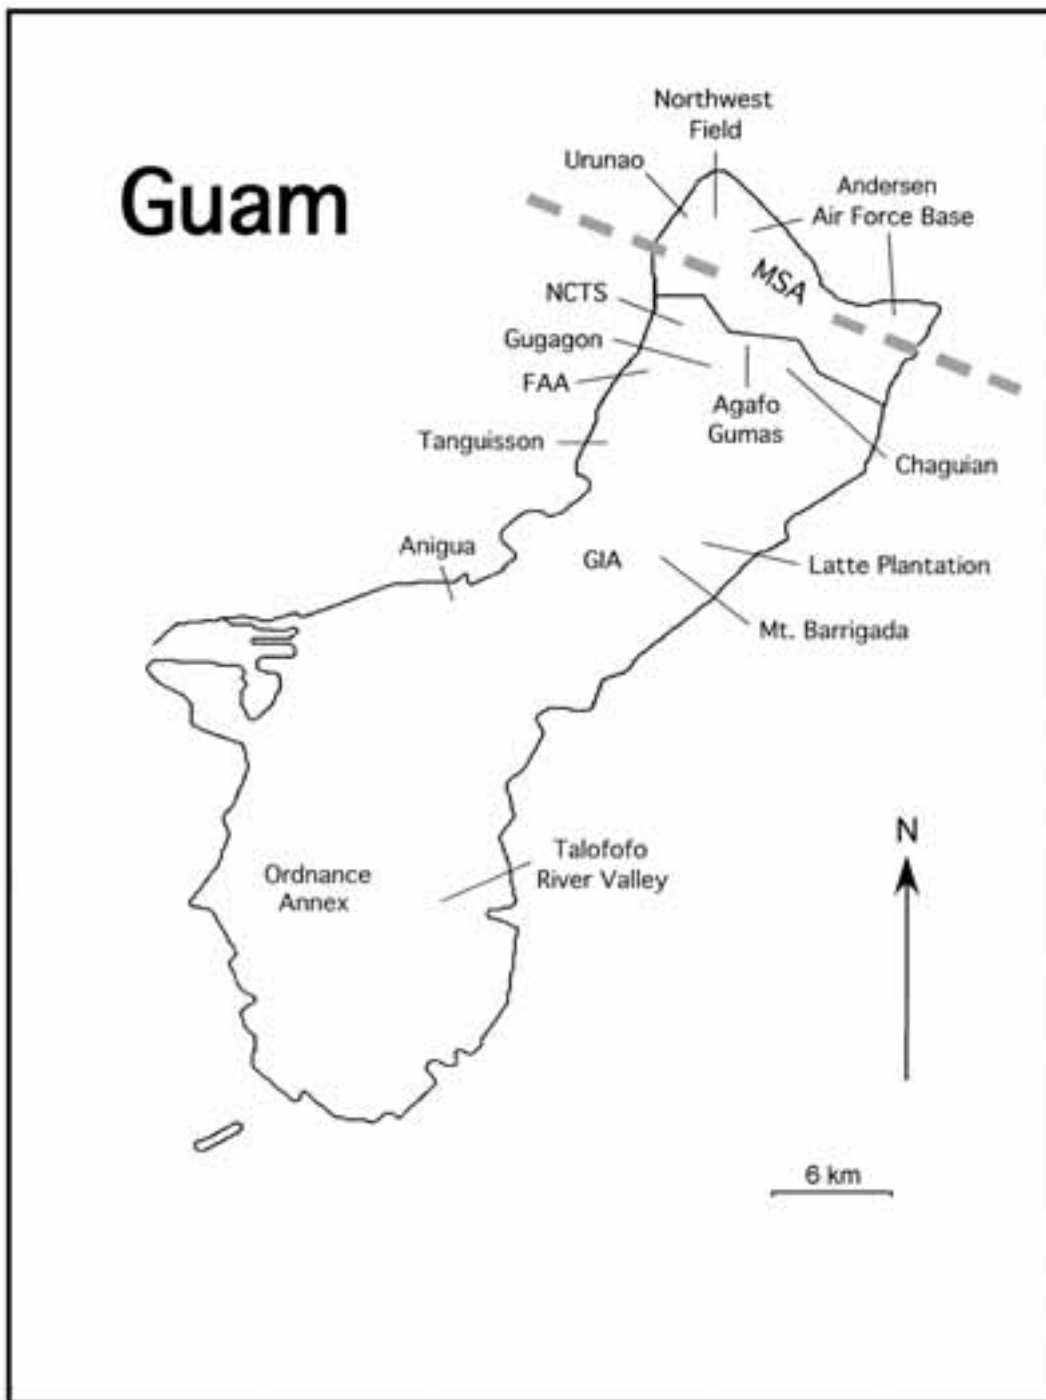 Guam
Northwest
Field
Urunao
Andersen
Air Force Base
MSA
NCTS
Gugagon
FAA
Agafo
Gumas
Tanguisson
Chaguian
Anigua
GIA
Latte Plantation
Mt. Barrigada
N
Talofofo
River Valley
Ordnance
Annex
6 km